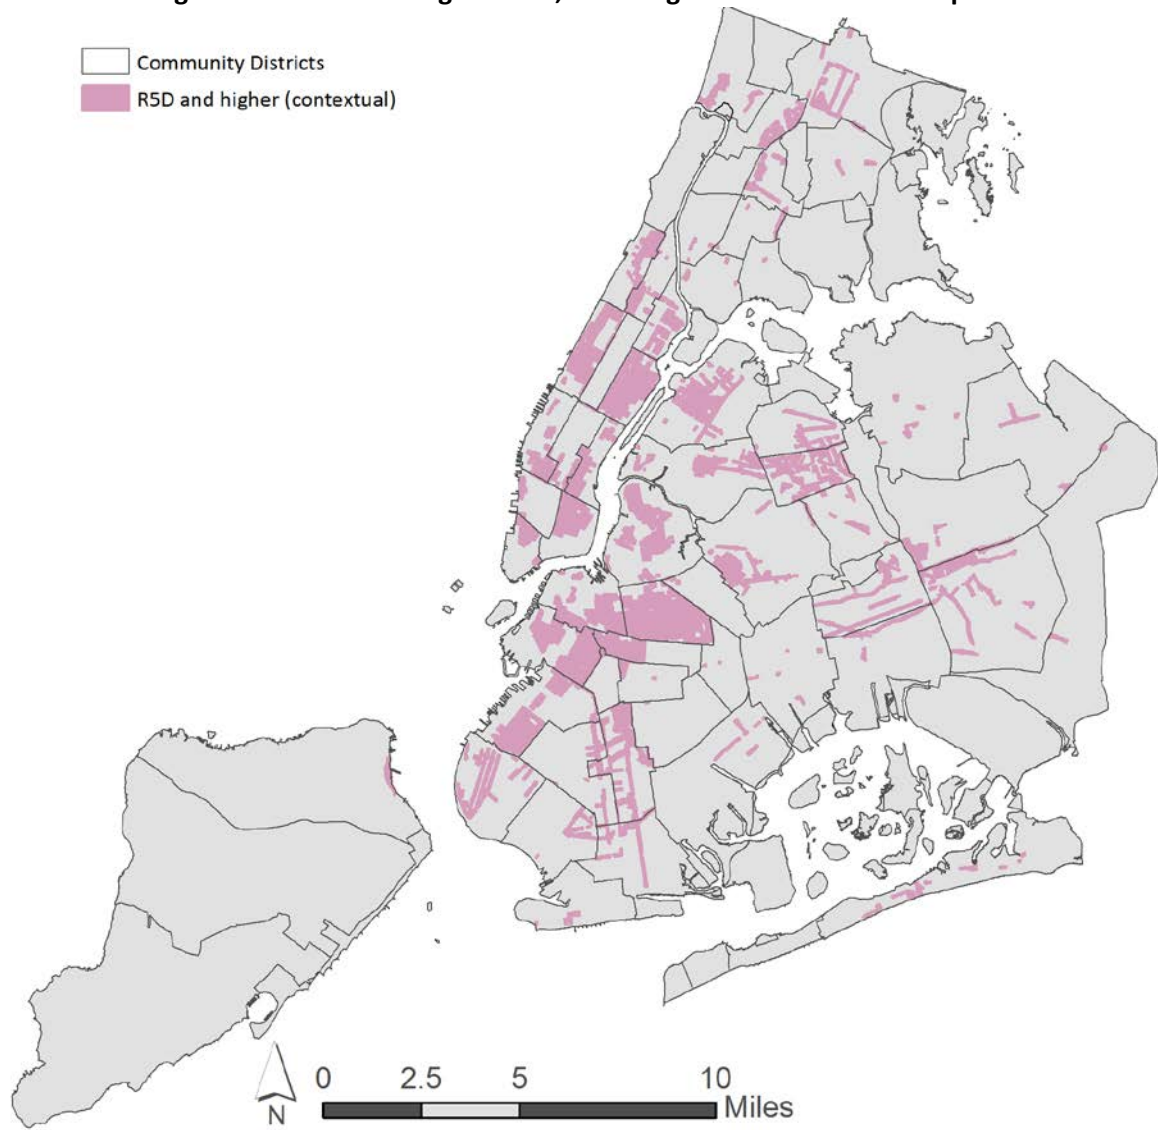 Community Districts
R5D and higher (contextual)
0 2.5 5 10
Miles
N